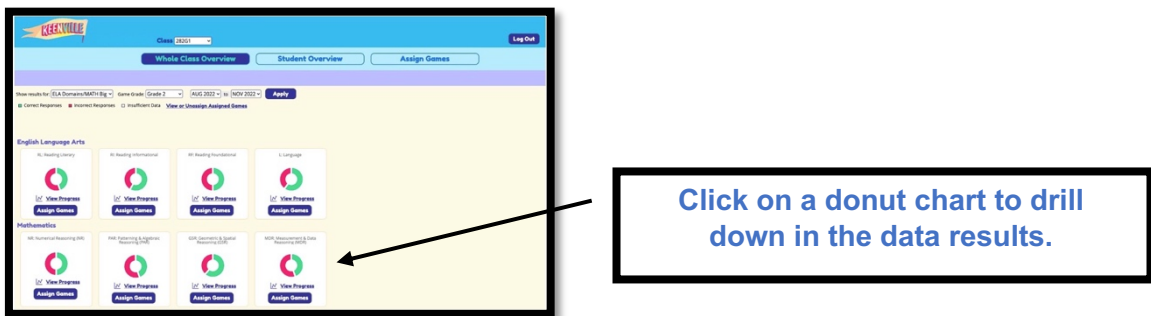 KEENVILLE
Class 282G1
Log Out
Whole Class Overview Student Overview Assign Games
Show results for: ELA Domains/MATH Big Game Grade Grade 2 AUG 2022 to NOV 2022 Apply
Correct Responses Incorrect Responses Insufficient Data View or Unassign Assigned Games
English Language Arts
RL: Reading Literary RI: Reading Informational RF: Reading Foundational L: Language
View Progress View Progress View Progress View Progress
Assign Games Assign Games Assign Games Assign Games
Mathematics
NR: Numerical Reasoning (NR) PAR: Patterning & Algebraic Reasoning (PAR) GSR: Geometric & Spatial Reasoning (GSR) MDR: Measurement & Data Reasoning (MDR)
View Progress View Progress View Progress View Progress
Assign Games Assign Games Assign Games Assign Games
Click on a donut chart to drill
down in the data results.